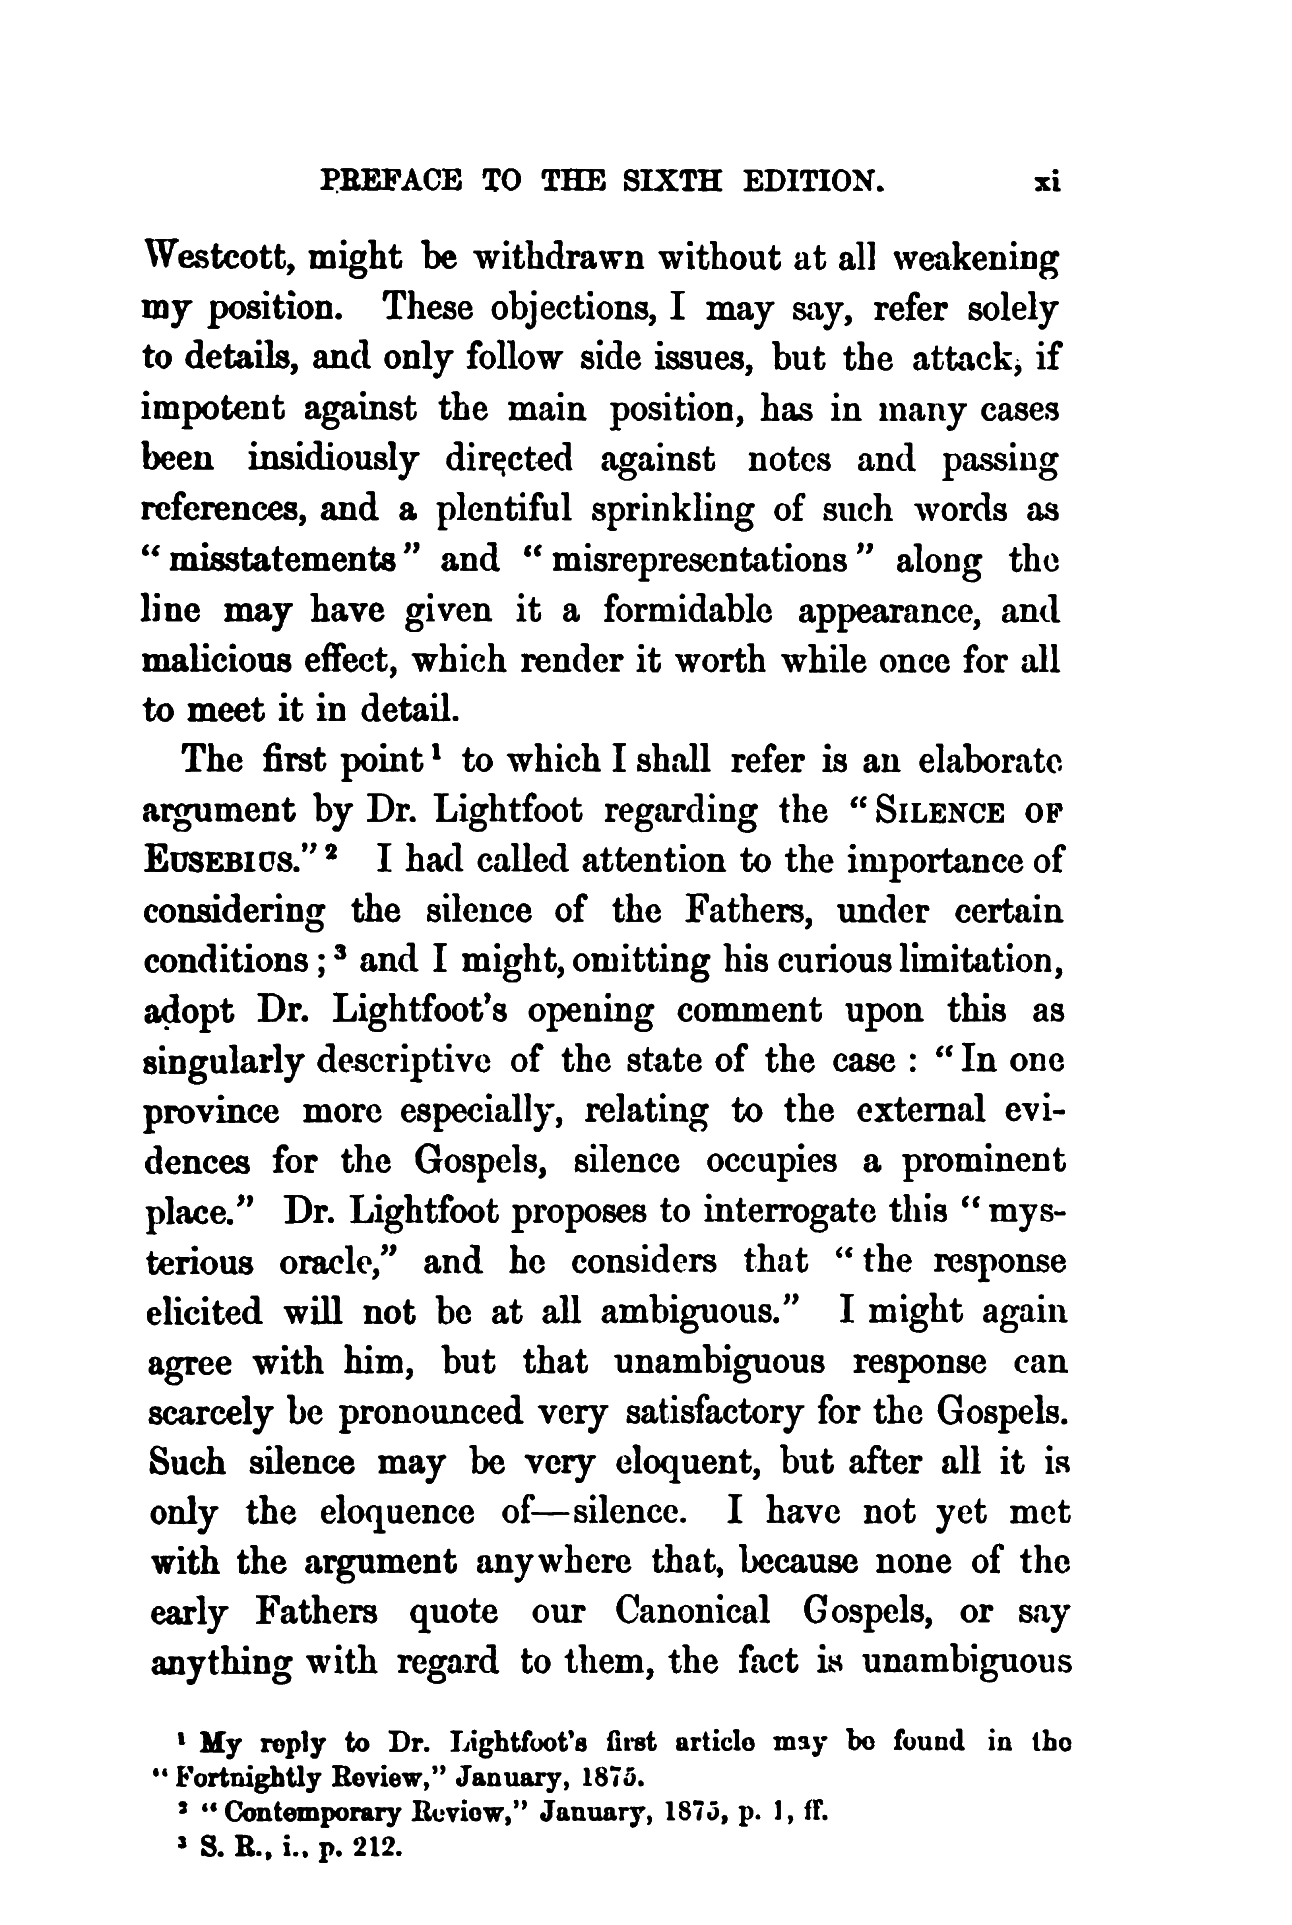 PREFACE TO THE SIXTH EDITION. xi
Westcott, might be withdrawn without at all weakening
my position. These objections, I may say, refer solely
to details, and only follow side issues, but the attack, if
impotent against the main position, has in many cases
been insidiously directed against notes and passing
references, and a plentiful sprinkling of such words as
“misstatements” and “misrepresentations” along the
line may have given it a formidable appearance, and
malicious effect, which render it worth while once for all
to meet it in detail.
The first point¹ to which I shall refer is an elaborate
argument by Dr. Lightfoot regarding the “SILENCE OF
EUSEBIUS.”² I had called attention to the importance of
considering the silence of the Fathers, under certain
conditions;³ and I might, omitting his curious limitation,
adopt Dr. Lightfoot’s opening comment upon this as
singularly descriptive of the state of the case: “In one
province more especially, relating to the external evi-
dences for the Gospels, silence occupies a prominent
place.” Dr. Lightfoot proposes to interrogate this “mys-
terious oracle,” and he considers that “the response
elicited will not be at all ambiguous.” I might again
agree with him, but that unambiguous response can
scarcely be pronounced very satisfactory for the Gospels.
Such silence may be very eloquent, but after all it is
only the eloquence of—silence. I have not yet met
with the argument anywhere that, because none of the
early Fathers quote our Canonical Gospels, or say
anything with regard to them, the fact is unambiguous
¹ My reply to Dr. Lightfoot’s first article may be found in the
“Fortnightly Review,” January, 1875.
² “Contemporary Review,” January, 1875, p. 1, ff.
³ S. R., i., p. 212.